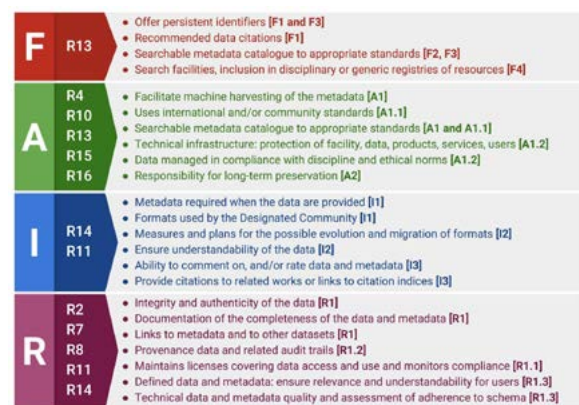 F
R13
• Offer persistent identifiers [F1 and F3]
• Recommended data citations [F1]
• Searchable metadata catalogue to appropriate standards [F2, F3]
• Search facilities, inclusion in disciplinary or generic registries of resources [F4]
A
R4
R10
R13
R15
R16
• Facilitate machine harvesting of the metadata [A1]
• Uses international and/or community standards [A1.1]
• Searchable metadata catalogue to appropriate standards [A1 and A1.1]
• Technical infrastructure: protection of facility, data, products, services, users [A1.2]
• Data managed in compliance with discipline and ethical norms [A1.2]
• Responsibility for long-term preservation [A2]
I
R14
R11
• Metadata required when the data are provided [I1]
• Formats used by the Designated Community [I1]
• Measures and plans for the possible evolution and migration of formats [I2]
• Ensure understandability of the data [I2]
• Ability to comment on, and/or rate data and metadata [I3]
• Provide citations to related works or links to citation indices [I3]
R
R2
R7
R8
R11
R14
• Integrity and authenticity of the data [R1]
• Documentation of the completeness of the data and metadata [R1]
• Links to metadata and to other datasets [R1]
• Provenance data and related audit trails [R1.2]
• Maintains licenses covering data access and use and monitors compliance [R1.1]
• Defined data and metadata: ensure relevance and understandability for users [R1.3]
• Technical data and metadata quality and assessment of adherence to schema [R1.3]